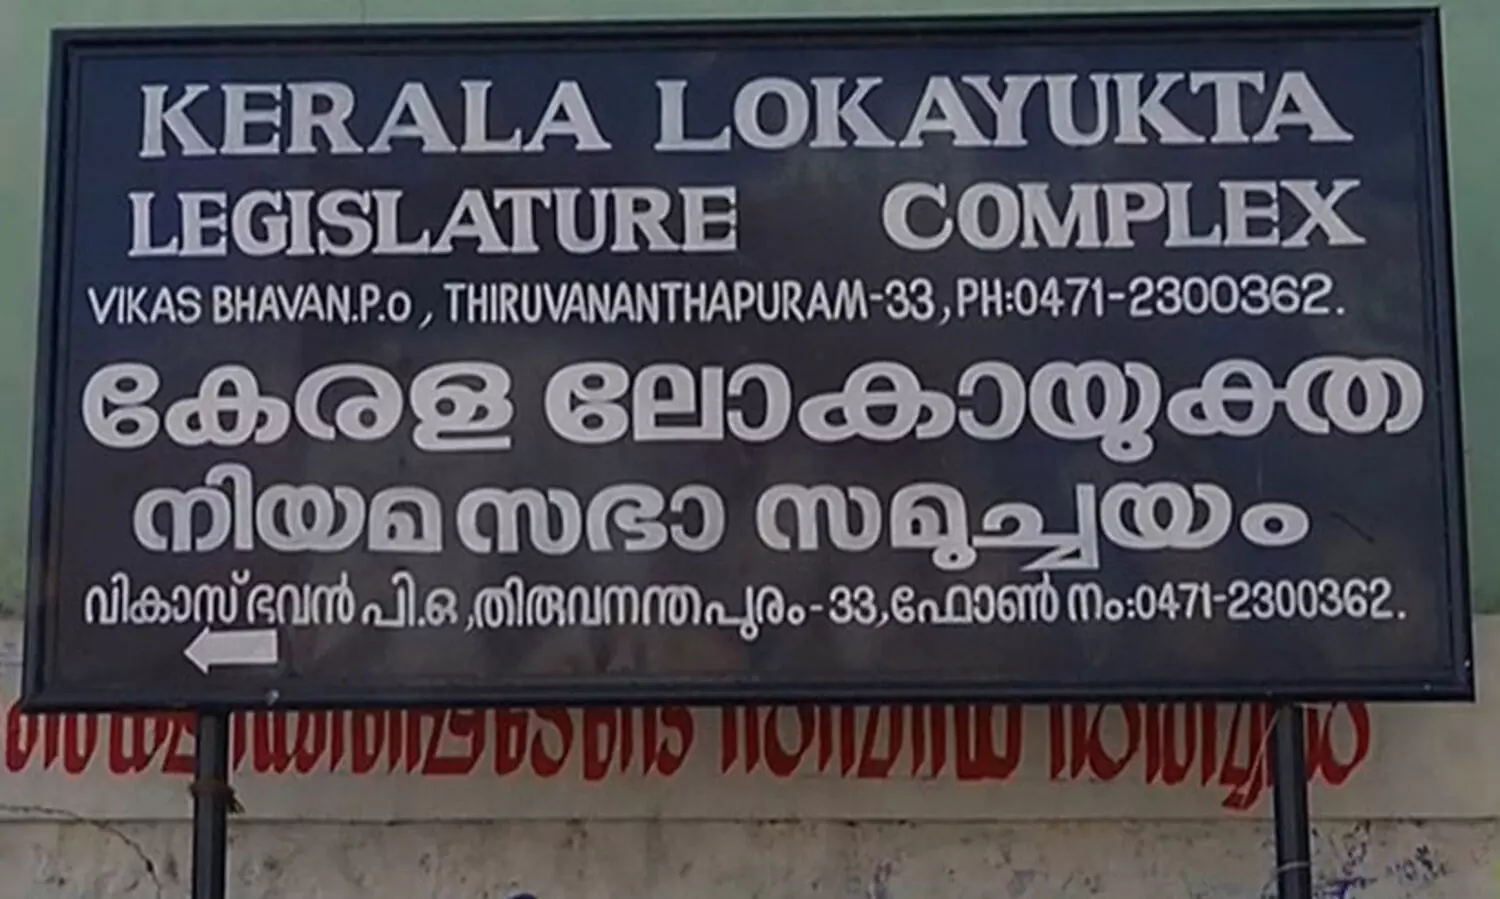 KERALA LOKAYUKTA
LEGISLATURE COMPLEX
VIKAS BHAVAN.P.o , THIRUVANANTHAPURAM-33, PH:0471-2300362.
കേരള ലോകായുക്ത
നിയമസഭാ സമുച്ചയം
വികാസ് ഭവൻ പി.ഒ ,തിരുവനന്തപുരം-33, ഫോൺ നം:0471-2300362.